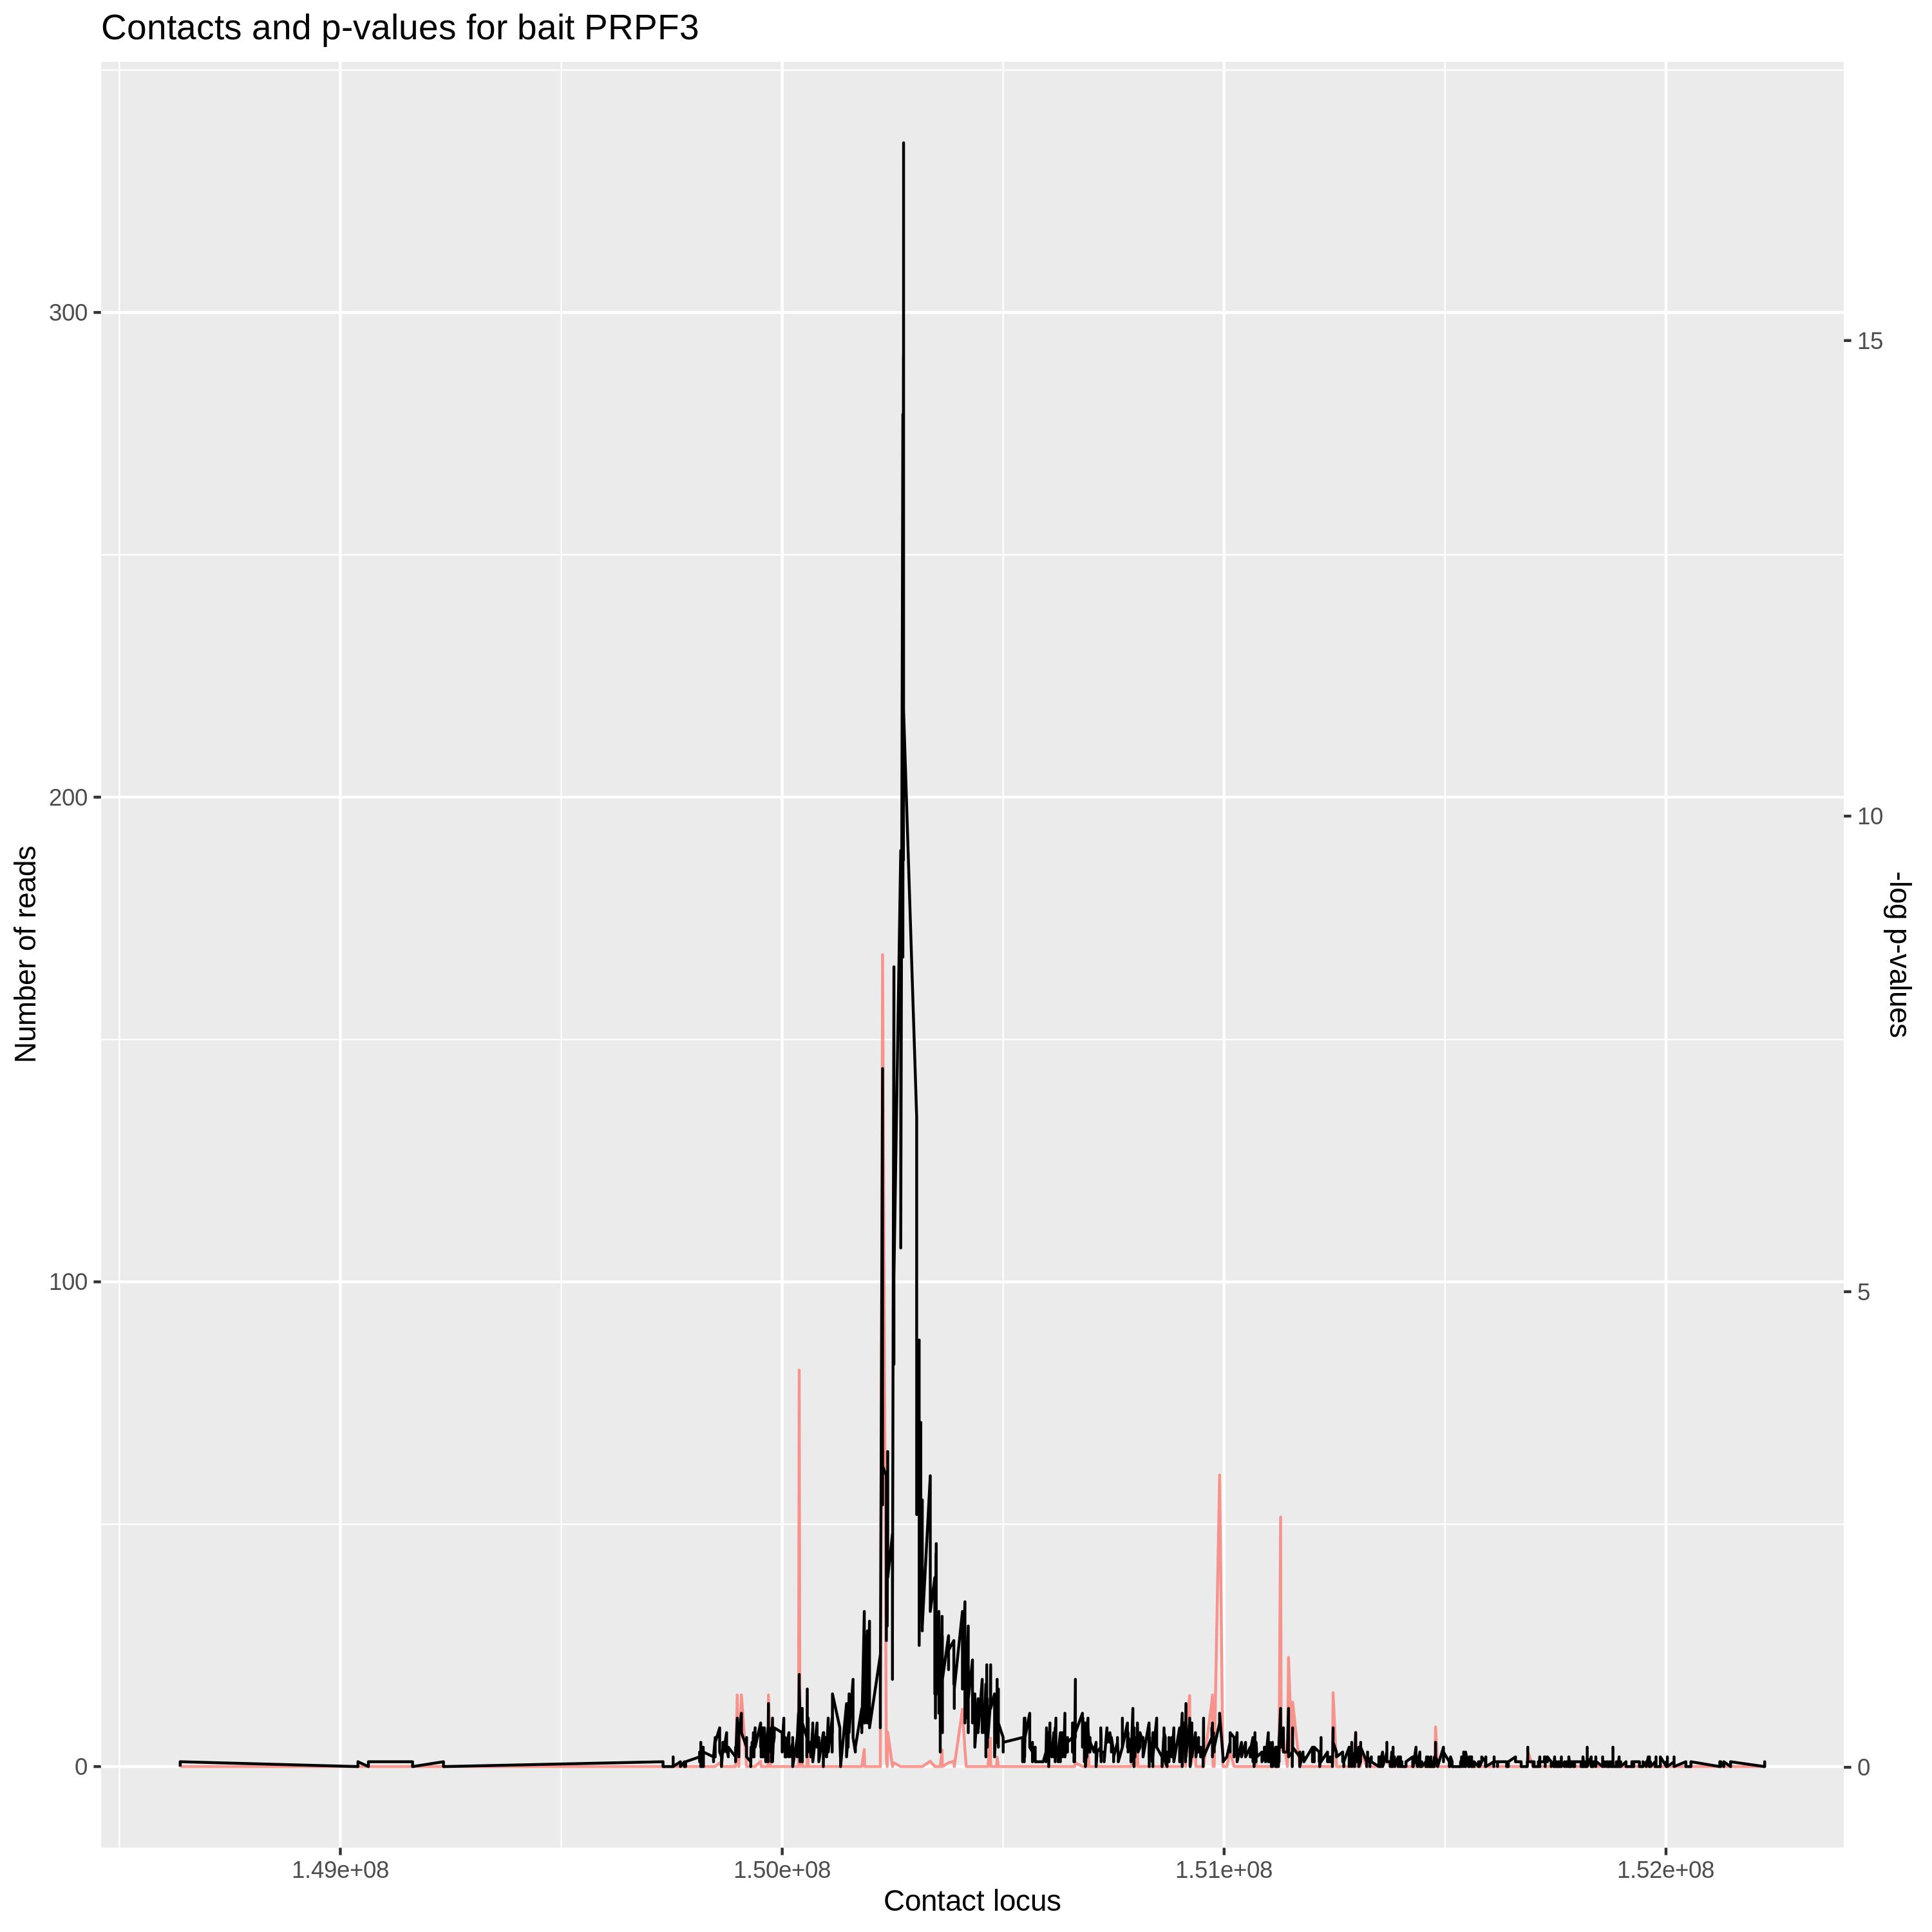 Contacts and p-values for bait PRPF3
300
200
100
0
Number of reads
15
10
5
0
-log p-values
1.49e+08
1.50e+08
1.51e+08
1.52e+08
Contact locus